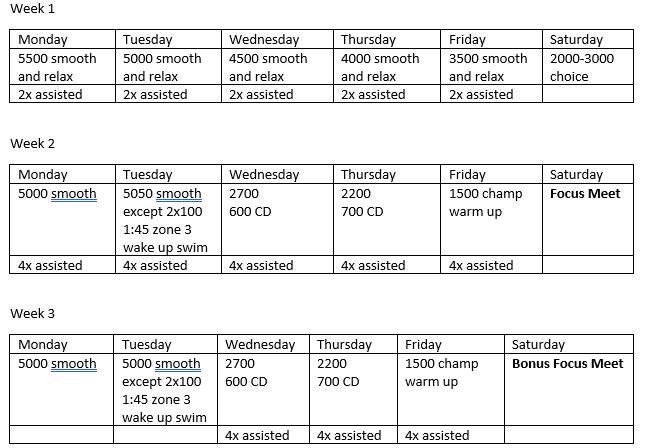 Week 1
Monday Tuesday Wednesday Thursday Friday Saturday
5500 smooth 5000 smooth 4500 smooth 4000 smooth 3500 smooth 2000-3000
and relax and relax and relax and relax and relax choice
2x assisted 2x assisted 2x assisted 2x assisted 2x assisted
Week 2
Monday Tuesday Wednesday Thursday Friday Saturday
5000 smooth 5050 smooth 2700 2200 1500 champ Focus Meet
except 2x100 600 CD 700 CD warm up
1:45 zone 3
wake up swim
4x assisted 4x assisted 4x assisted 4x assisted 4x assisted
Week 3
Monday Tuesday Wednesday Thursday Friday Saturday
5000 smooth 5000 smooth 2700 2200 1500 champ Bonus Focus Meet
except 2x100 600 CD 700 CD warm up
1:45 zone 3
wake up swim
4x assisted 4x assisted 4x assisted